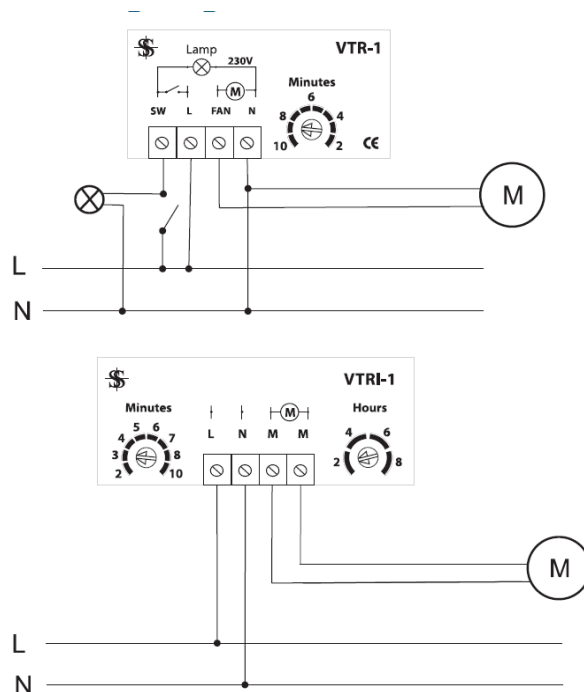 VTR-1
Lamp
230V
Minutes
M
SW L FAN N
6
8 4
10 2
CE
M
L
N
VTRI-1
Minutes
Hours
M
L N M M
5 6
4 7
3 8
2 10
4 6
2 8
M
L
N